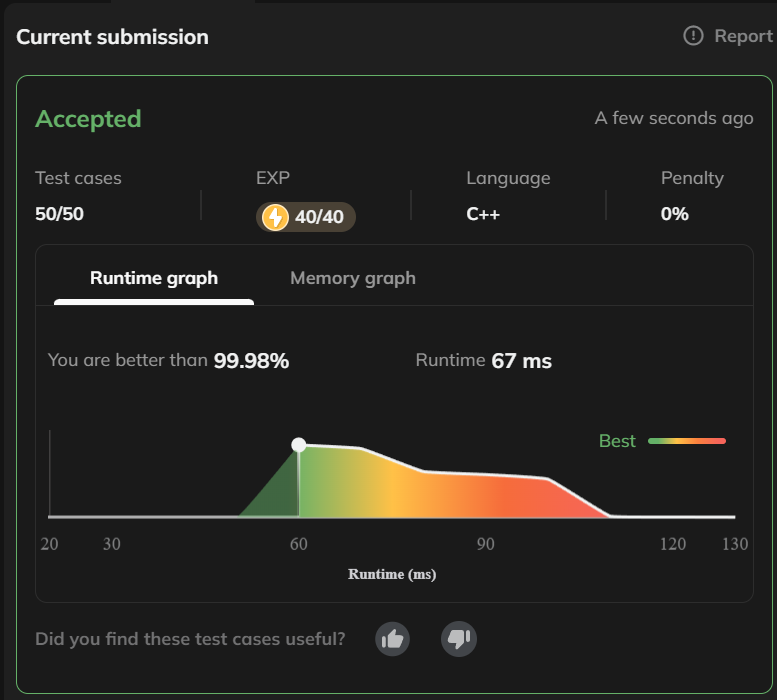 Current submission
Report
Accepted
A few seconds ago
Test cases
EXP
Language
Penalty
50/50
40/40
C++
0%
Runtime graph
Memory graph
You are better than 99.98%
Runtime 67 ms
Best
20 30 60 90 120 130
Runtime (ms)
Did you find these test cases useful?